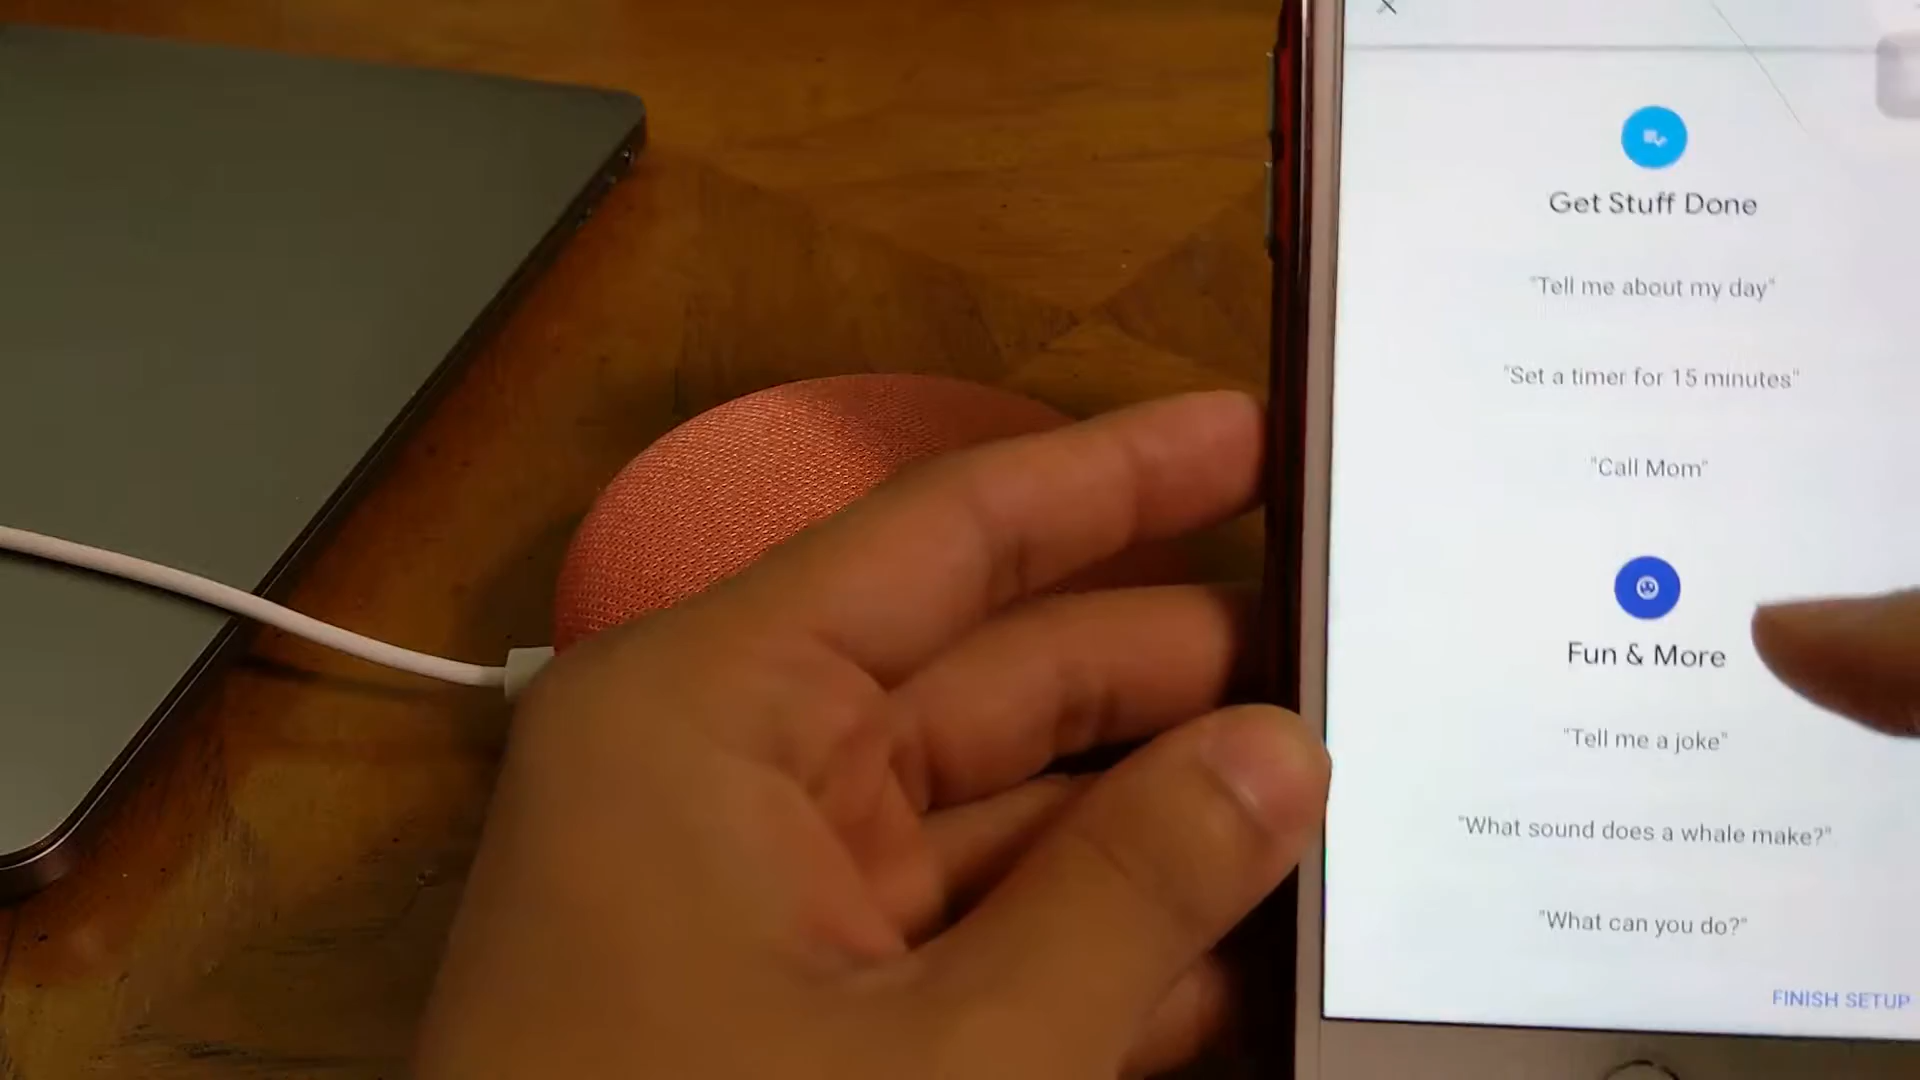 Get Stuff Done
"Tell me about my day"
"Set a timer for 15 minutes"
"Call Mom"
Fun & More
"Tell me a joke"
"What sound does a whale make?"
"What can you do?"
FINISH SETUP